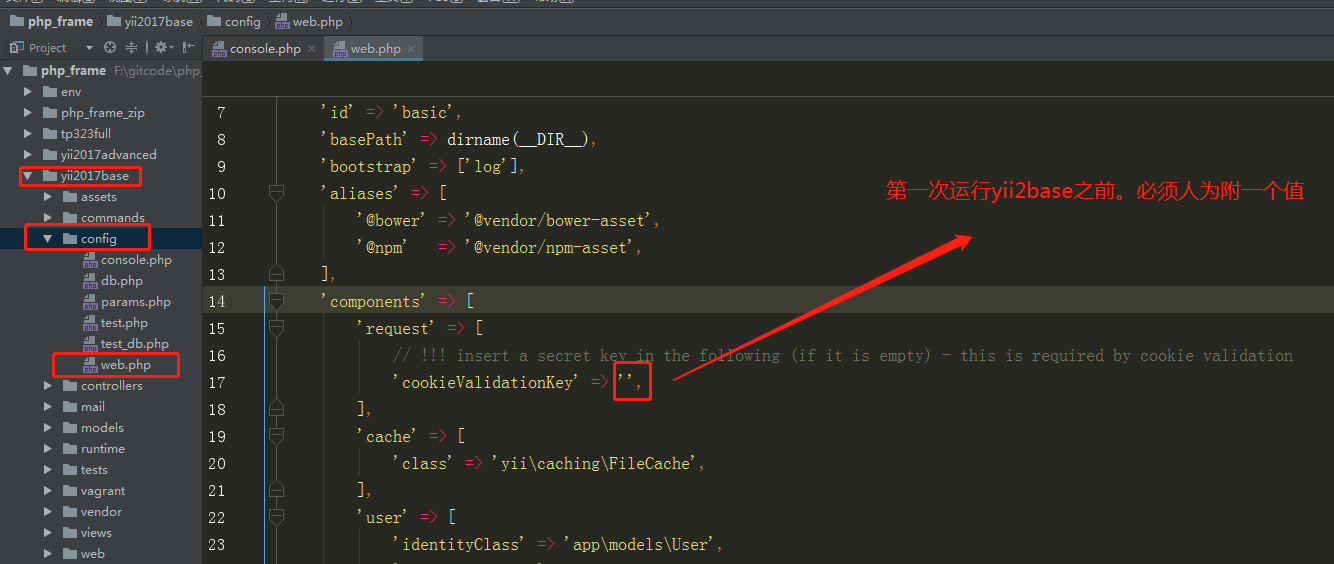 php_frame yii2017base config web.php
Project
console.php web.php
php_frame F:\gitcode\php_
env
php_frame_zip
tp323full
yii2017advanced
yii2017base
assets
commands
config
console.php
db.php
params.php
test.php
test_db.php
web.php
controllers
mail
models
runtime
tests
vagrant
vendor
views
web
7 'id' => 'basic',
8 'basePath' => dirname(__DIR__),
9 'bootstrap' => ['log'],
10 'aliases' => [
11 '@bower' => '@vendor/bower-asset',
12 '@npm'   => '@vendor/npm-asset',
13 ],
14 'components' => [
15 'request' => [
16 // !!! insert a secret key in the following (if it is empty) - this is required by cookie validation
17 'cookieValidationKey' => '',
18 ],
19 'cache' => [
20 'class' => 'yii\caching\FileCache',
21 ],
22 'user' => [
23 'identityClass' => 'app\models\User',
第一次运行yii2base之前。必须人为附一个值